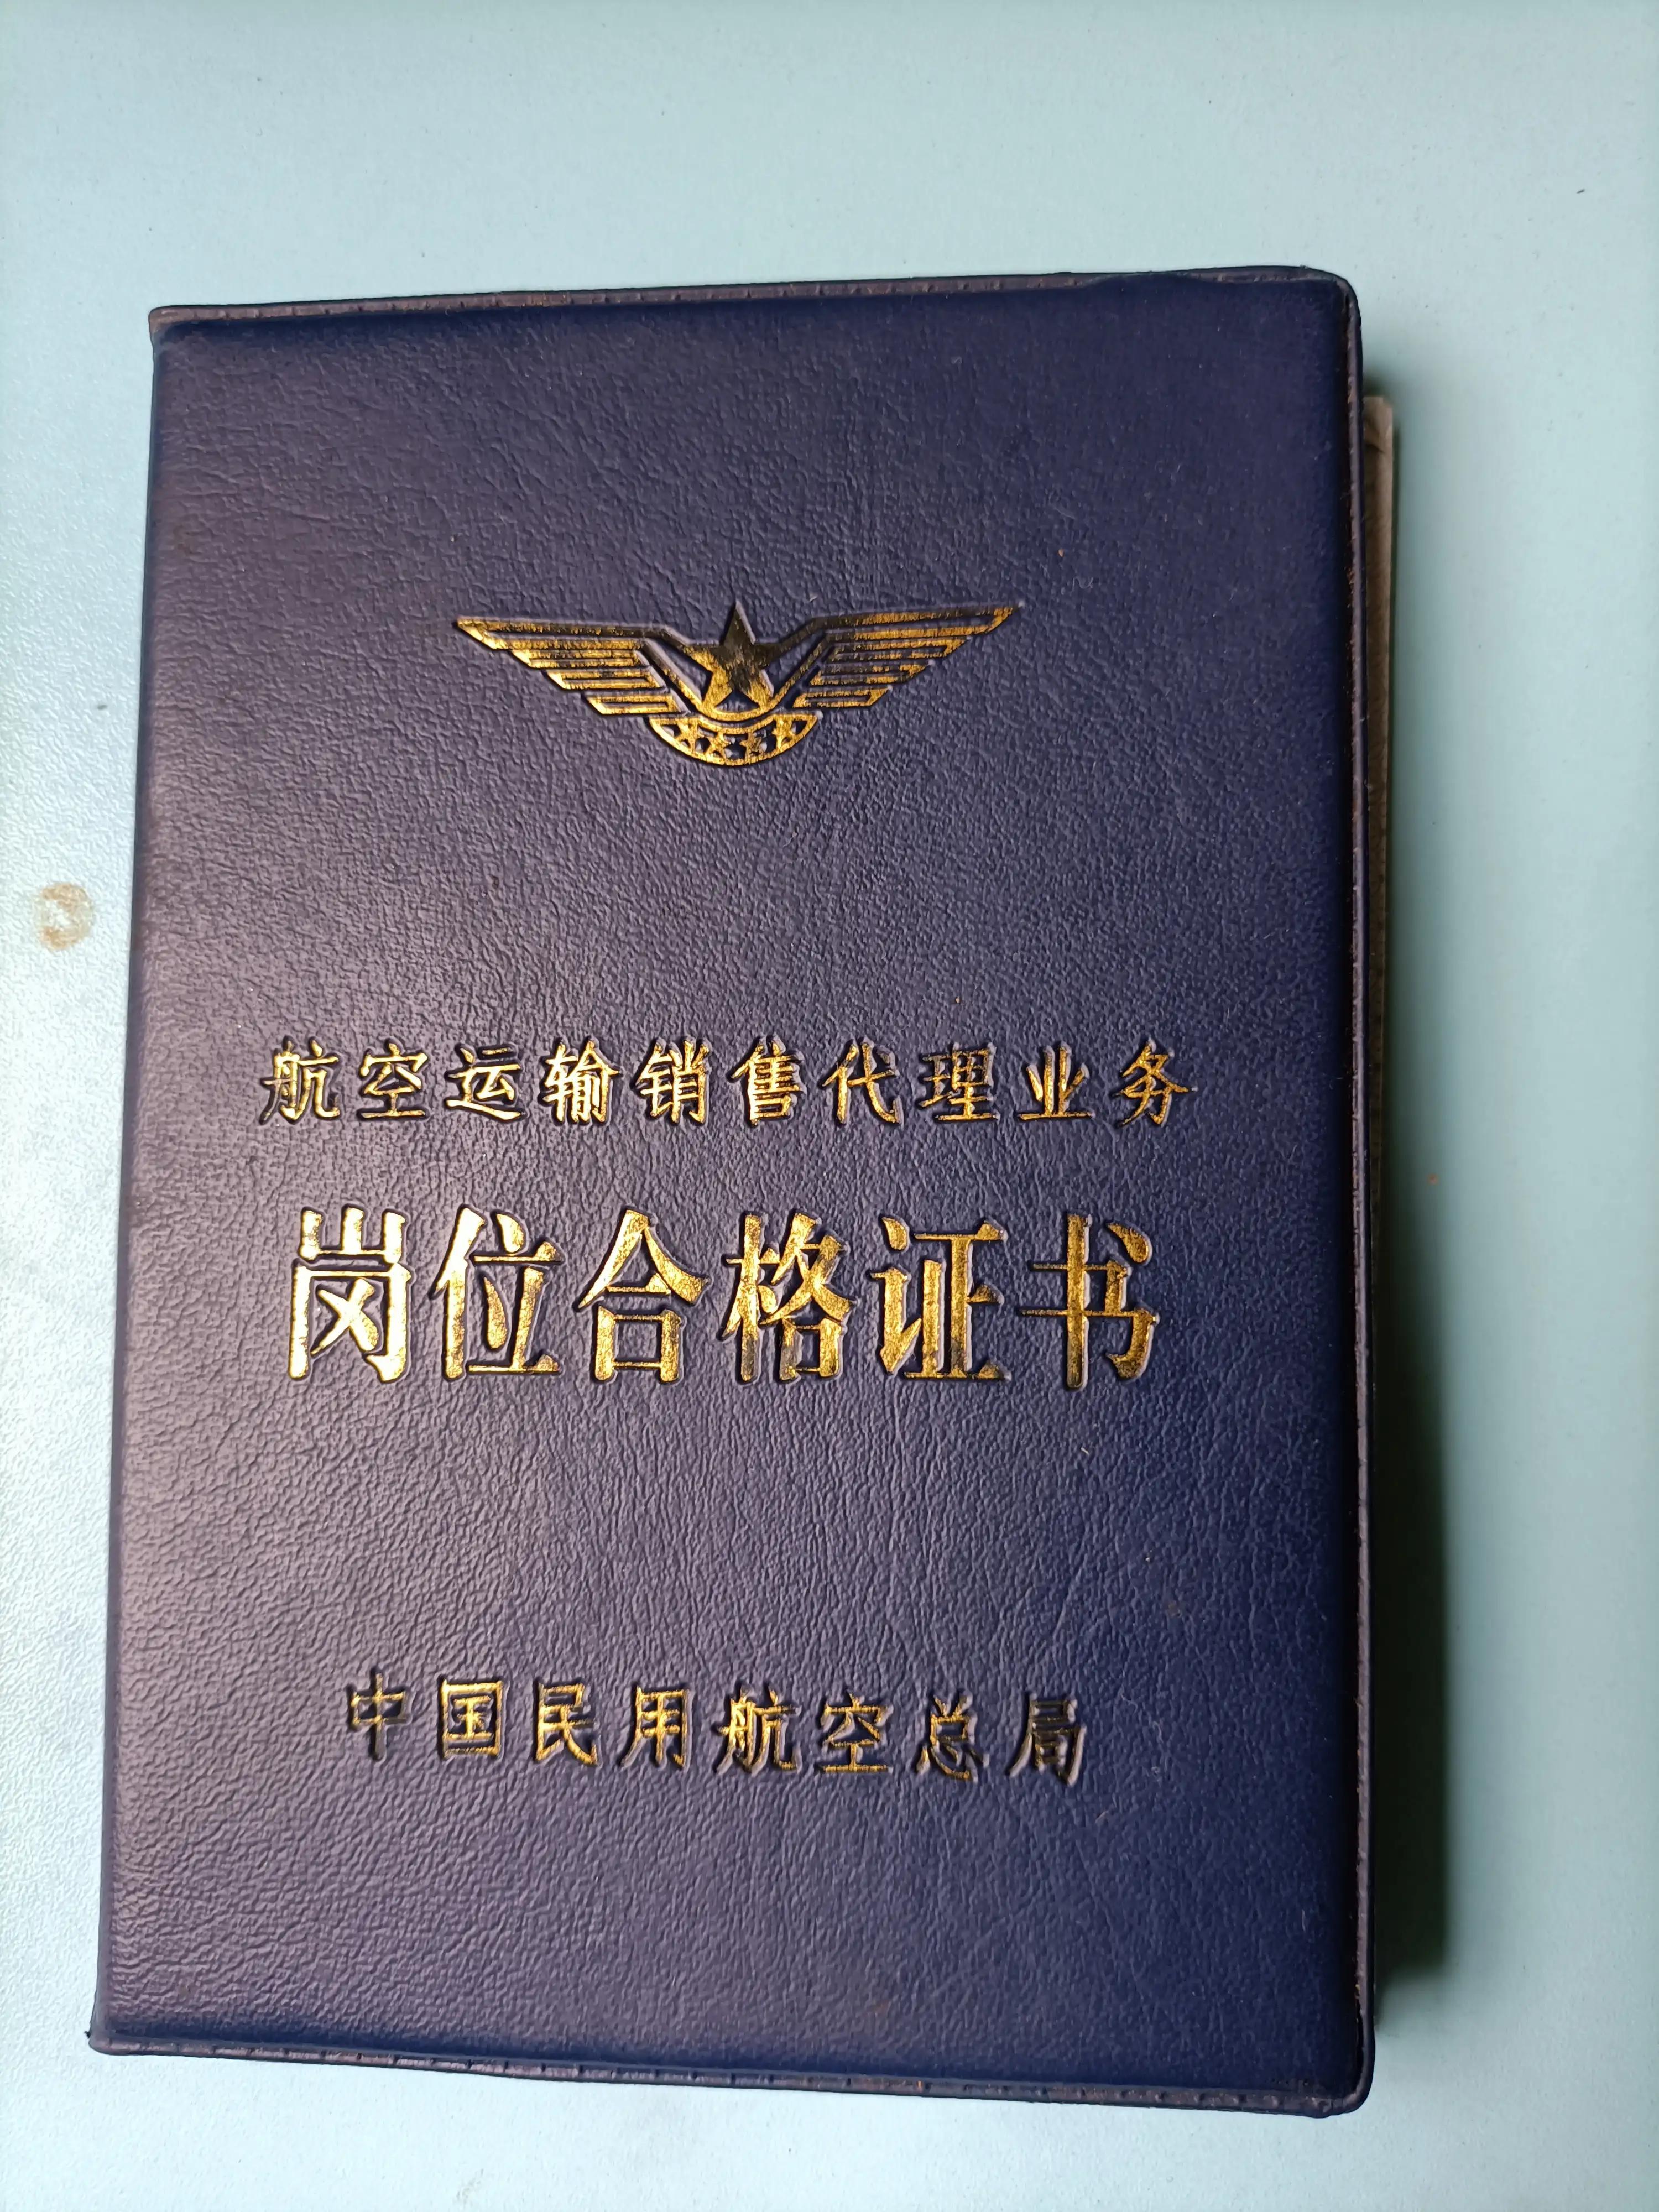 航空运输销售代理业务
岗位合格证书
中国民用航空总局